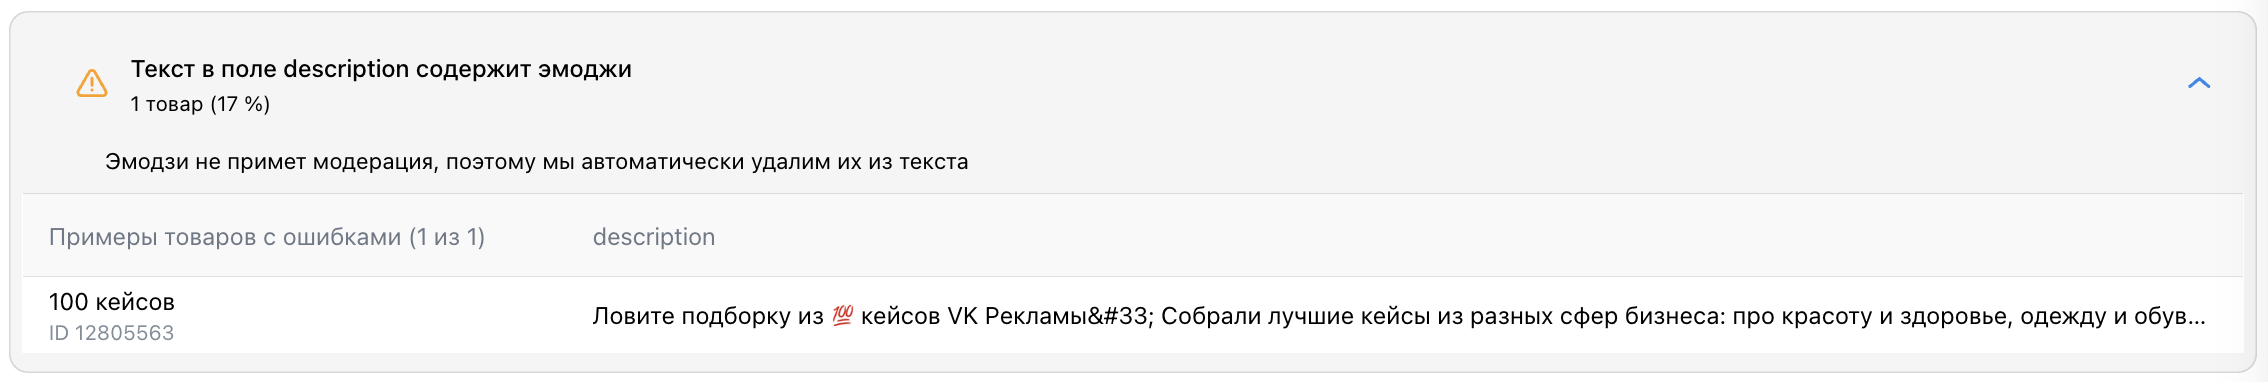 Текст в поле description содержит эмоджи
1 товар (17 %)
Эмодзи не примет модерация, поэтому мы автоматически удалим их из текста
Примеры товаров с ошибками (1 из 1)
description
100 кейсов
ID 12805563
Ловите подборку из 💯 кейсов VK Рекламы&#33; Собрали лучшие кейсы из разных сфер бизнеса: про красоту и здоровье, одежду и обув...